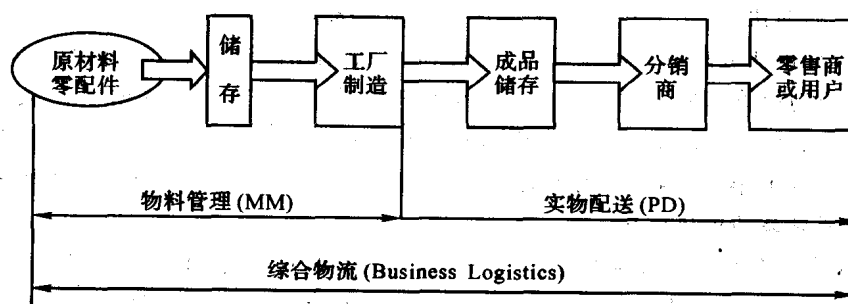 原材料
零配件
储
存
工厂
制造
成品
储存
分销
商
零售商
或用户
物料管理(MM)
实物配送(PD)
综合物流(Business Logistics)